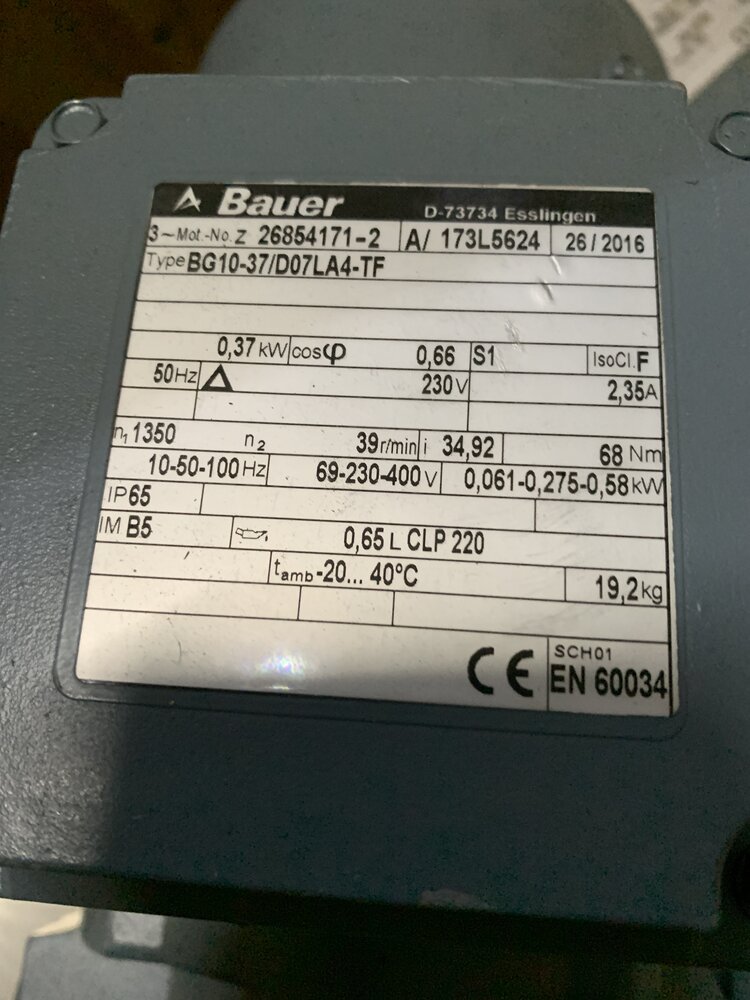 Bauer D-73734 Esslingen
3~Mot.-No. Z 26854171-2 A/ 173L5624 26/2016
Type BG10-37/D07LA4-TF
0,37 kW cosφ 0,66 S1 IsoCl. F
50Hz Δ 230V 2,35A
n₁ 1350 n₂ 39 r/min i 34,92 68 Nm
10-50-100 Hz 69-230-400 V 0,061-0,275-0,58 kW
IP65
IM B5 0,65 L CLP 220
tamb -20... 40°C 19,2 kg
CE SCH01
EN 60034